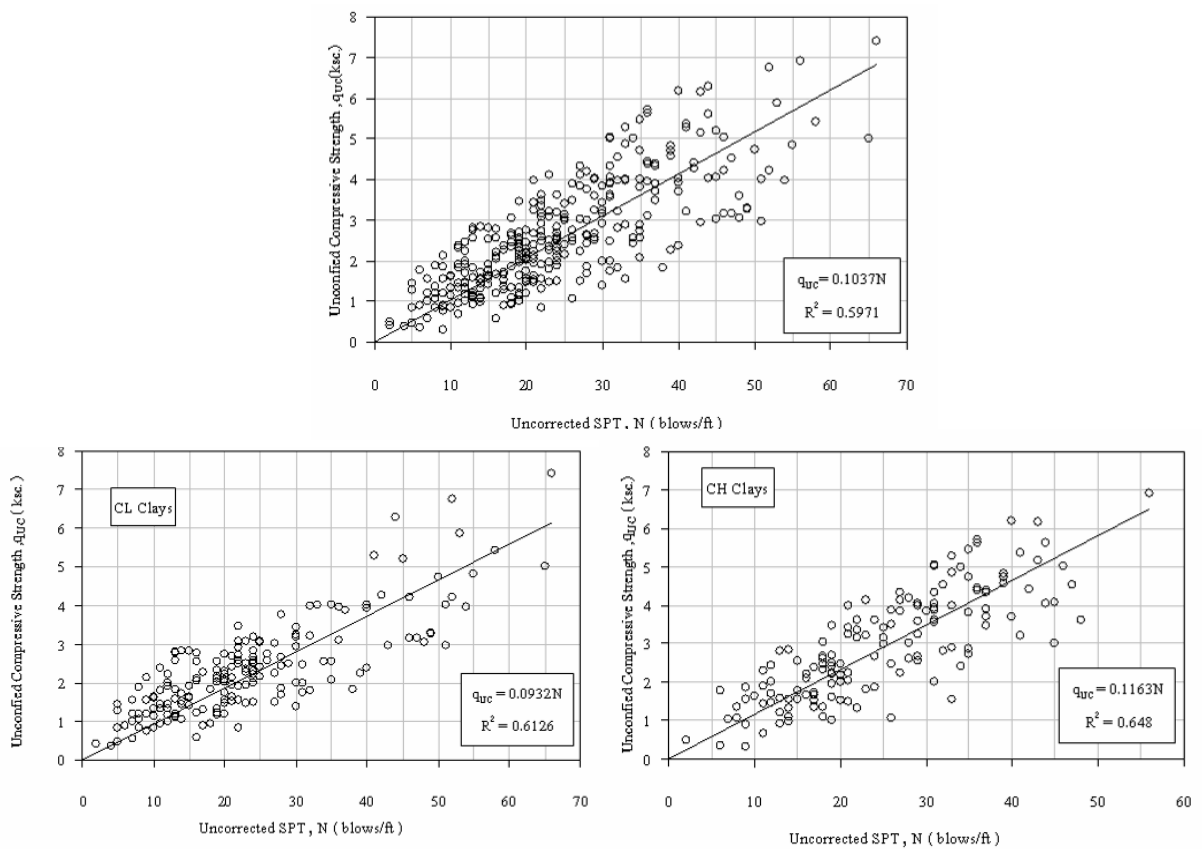 8
7
6
5
4
3
2
1
0
Unconfied Compressive Strength ,quc(ksc.)
quc= 0.1037N
R² = 0.5971
0 10 20 30 40 50 60 70
Uncorrected SPT, N ( blows/ft )
8
7
6
5
4
3
2
1
0
Unconfied Compressive Strength ,qUC ( ksc.)
CL Clays
quc = 0.0932N
R² = 0.6126
0 10 20 30 40 50 60 70
Uncorrected SPT , N ( blows/ft )
8
7
6
5
4
3
2
1
0
Unconfied Compressive Strength ,qUC ( ksc.)
CH Clays
quc = 0.1163N
R² = 0.648
0 10 20 30 40 50 60
Uncorrected SPT , N ( blows/ft )